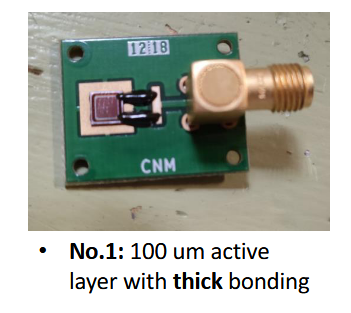 12 18
CNM
• No.1: 100 um active
layer with thick bonding